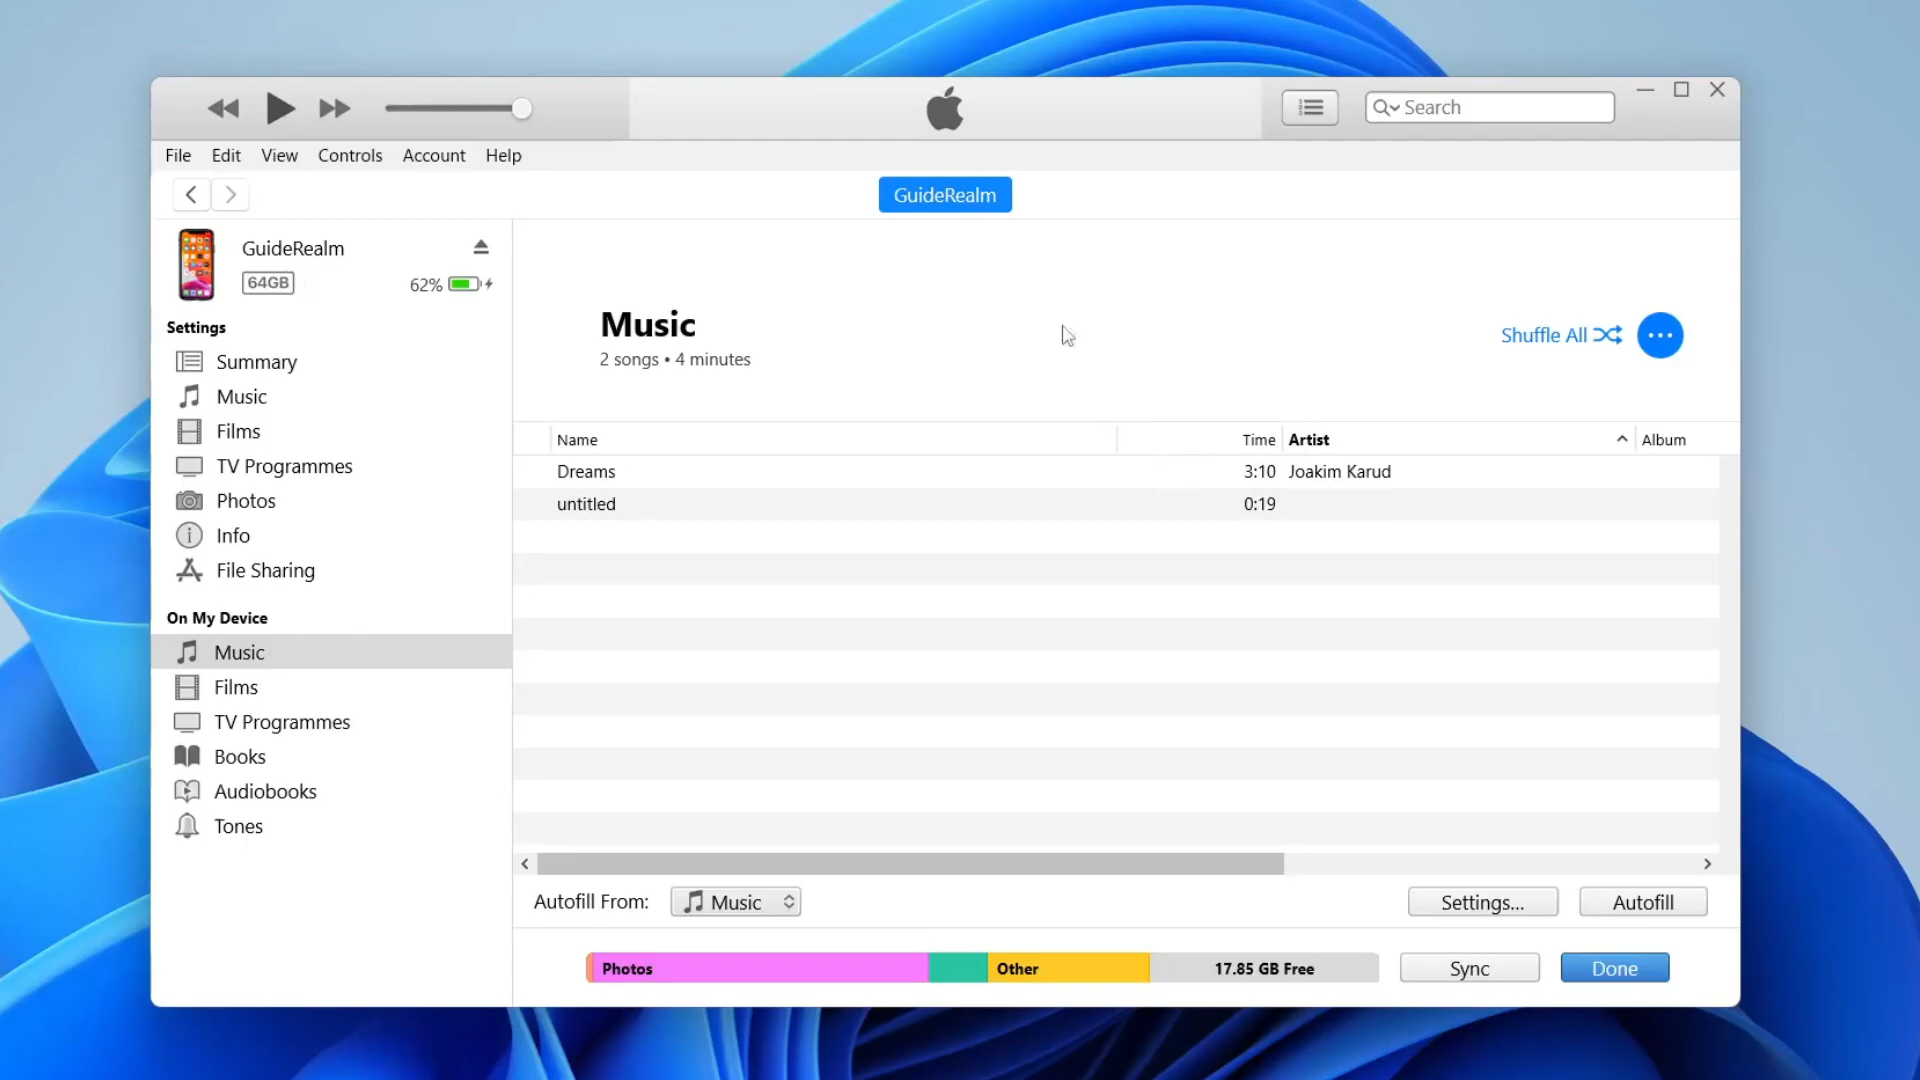 Search
File Edit View Controls Account Help
GuideRealm
GuideRealm
64GB
62%
Settings
Summary
Music
Films
TV Programmes
Photos
Info
File Sharing
On My Device
Music
Films
TV Programmes
Books
Audiobooks
Tones
Music
2 songs • 4 minutes
Shuffle All
Name Time Artist Album
Dreams 3:10 Joakim Karud
untitled 0:19
Autofill From: Music Settings... Autofill
Photos Other 17.85 GB Free Sync Done